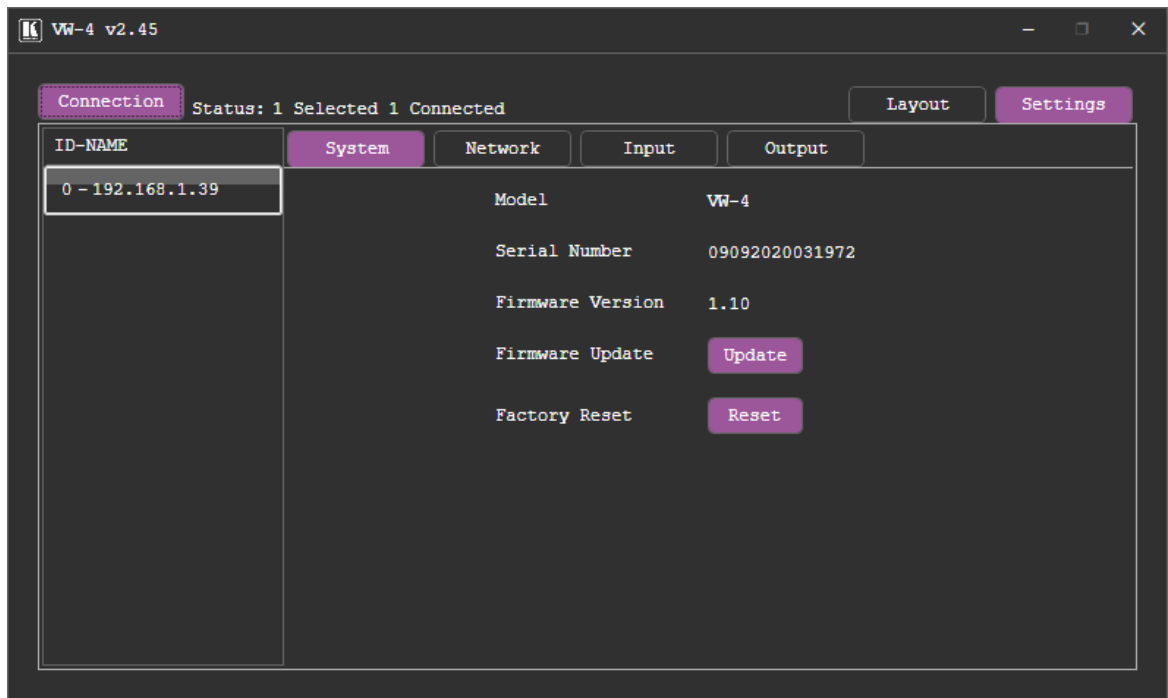 VW-4 v2.45
Connection Status: 1 Selected 1 Connected Layout Settings
ID-NAME System Network Input Output
0-192.168.1.39
Model VW-4
Serial Number 09092020031972
Firmware Version 1.10
Firmware Update Update
Factory Reset Reset